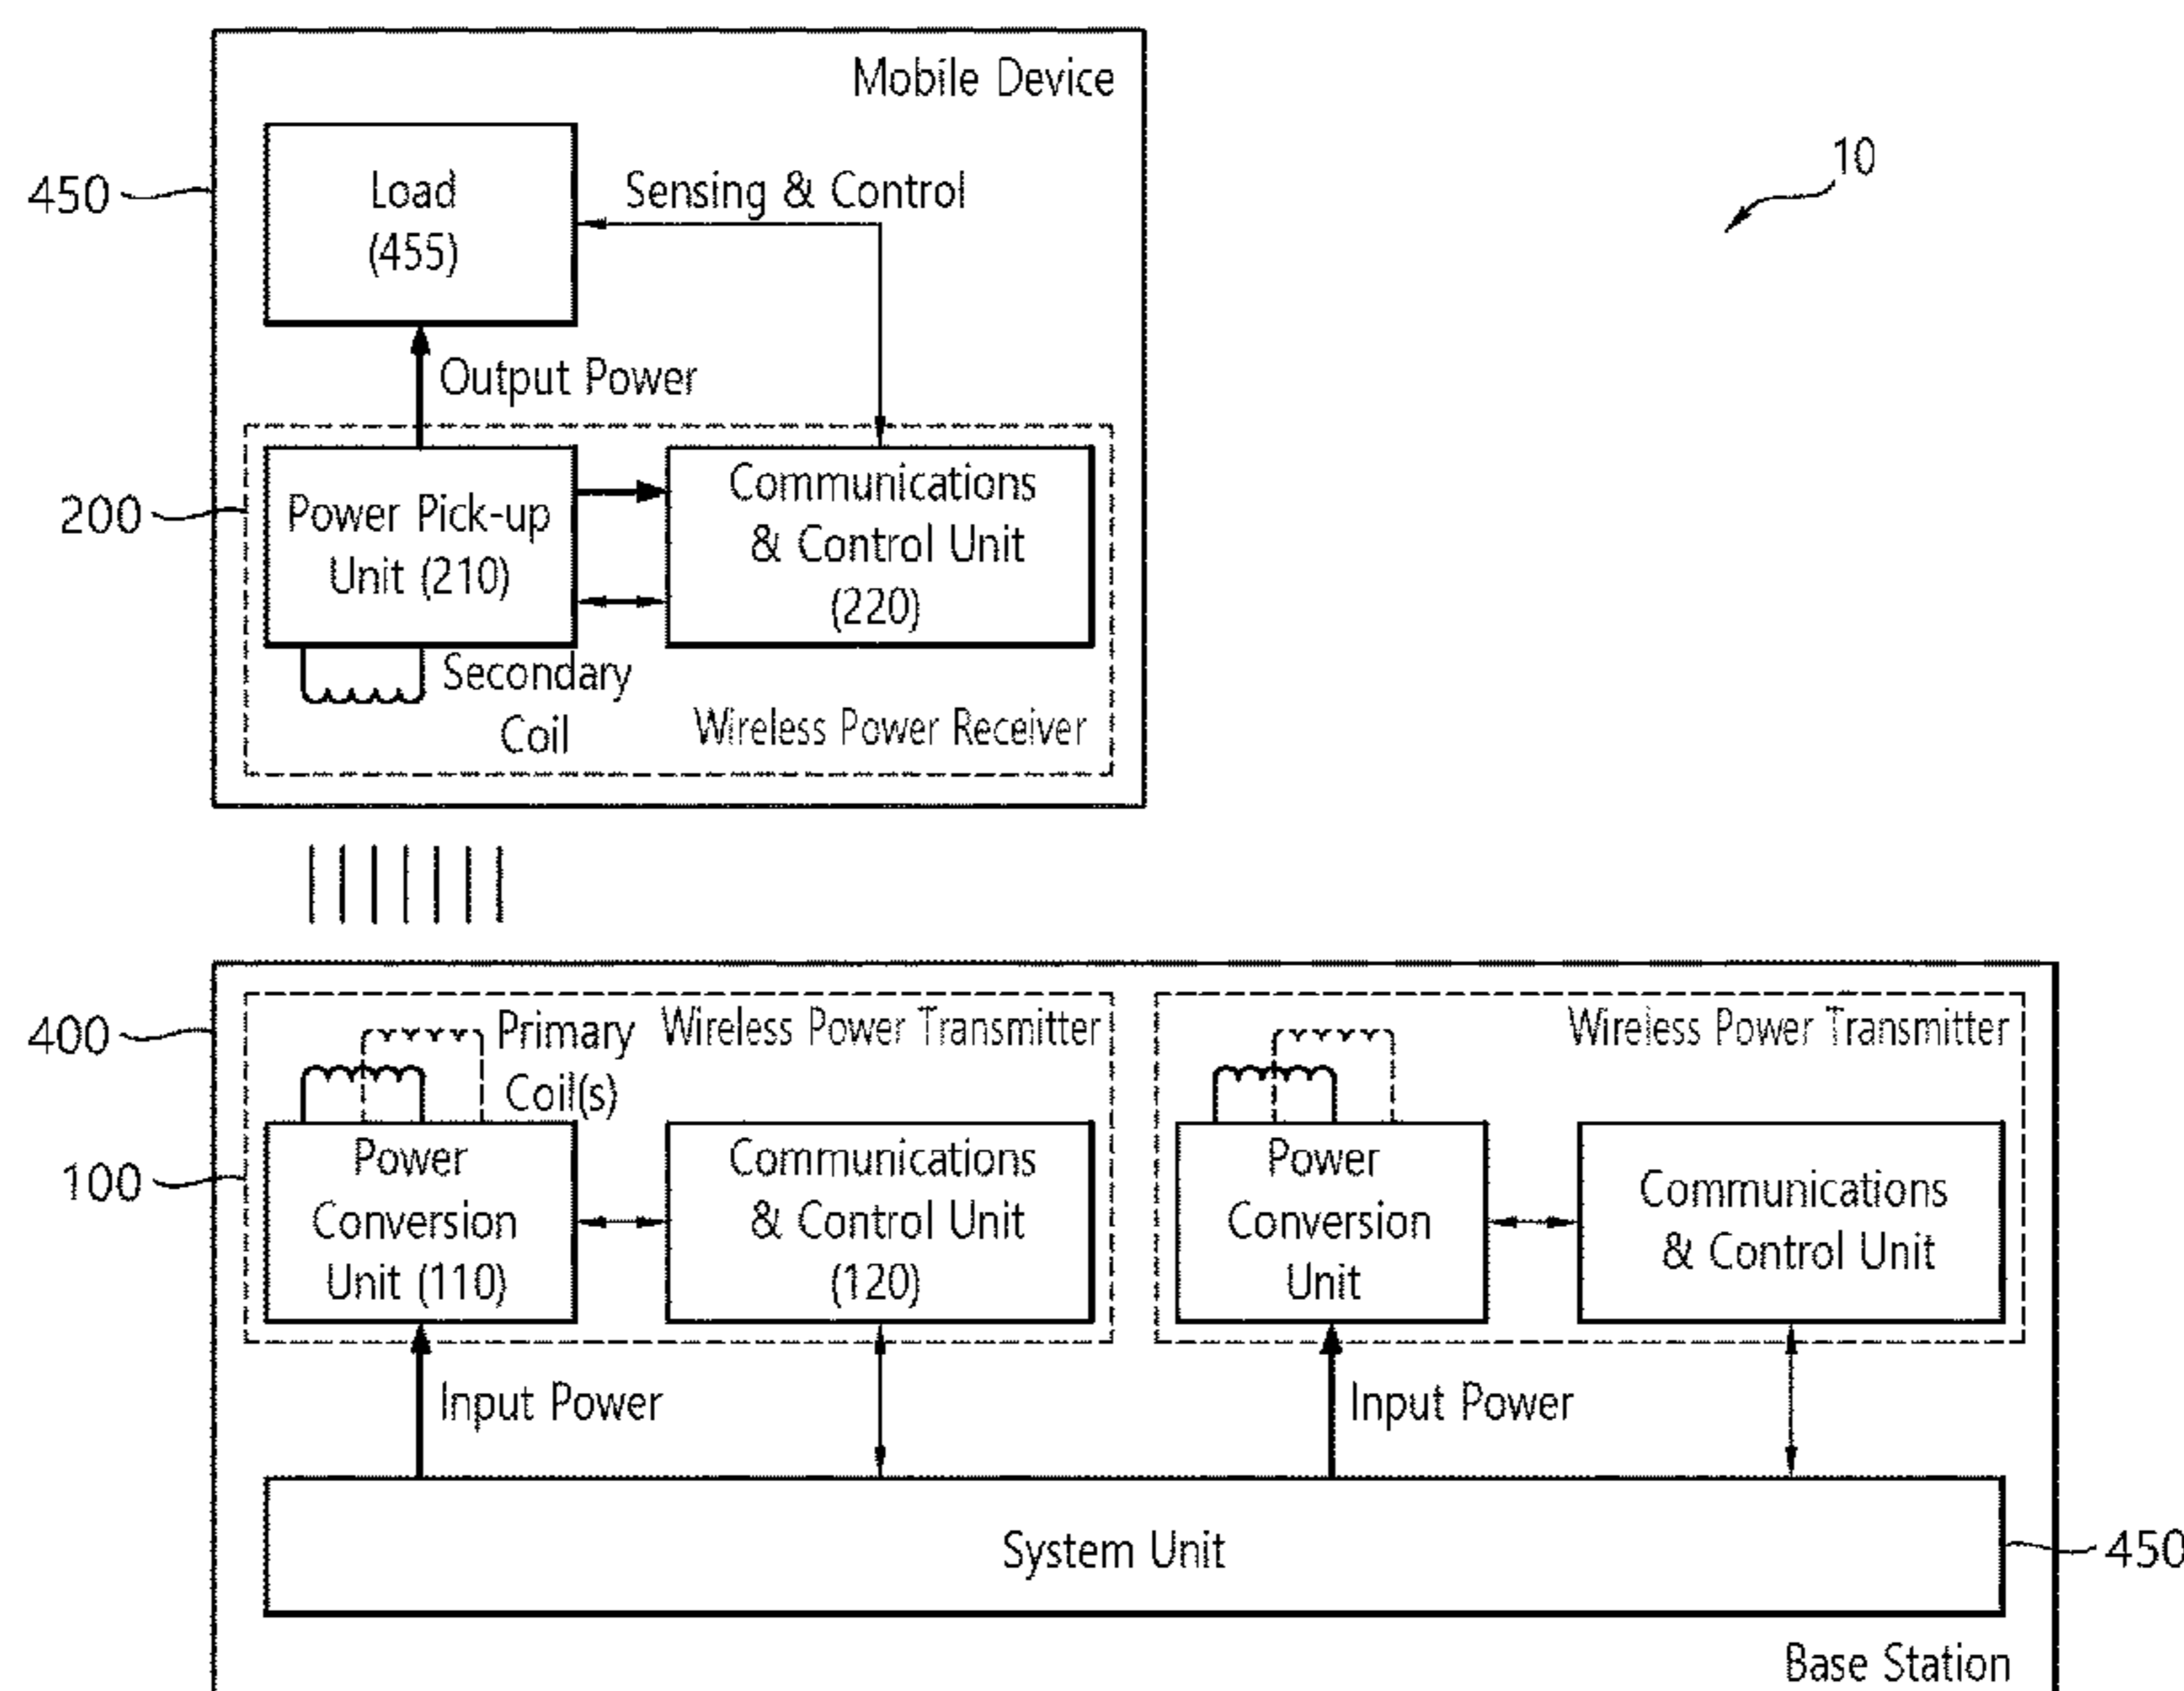 Mobile Device
10
450
Load
(455)
Sensing & Control
Output Power
200
Power Pick-up
Unit (210)
Communications
& Control Unit
(220)
Secondary
Coil
Wireless Power Receiver
400
Primary
Coil(s)
Wireless Power Transmitter
Wireless Power Transmitter
100
Power
Conversion
Unit (110)
Communications
& Control Unit
(120)
Power
Conversion
Unit
Communications
& Control Unit
Input Power
Input Power
System Unit
450
Base Station